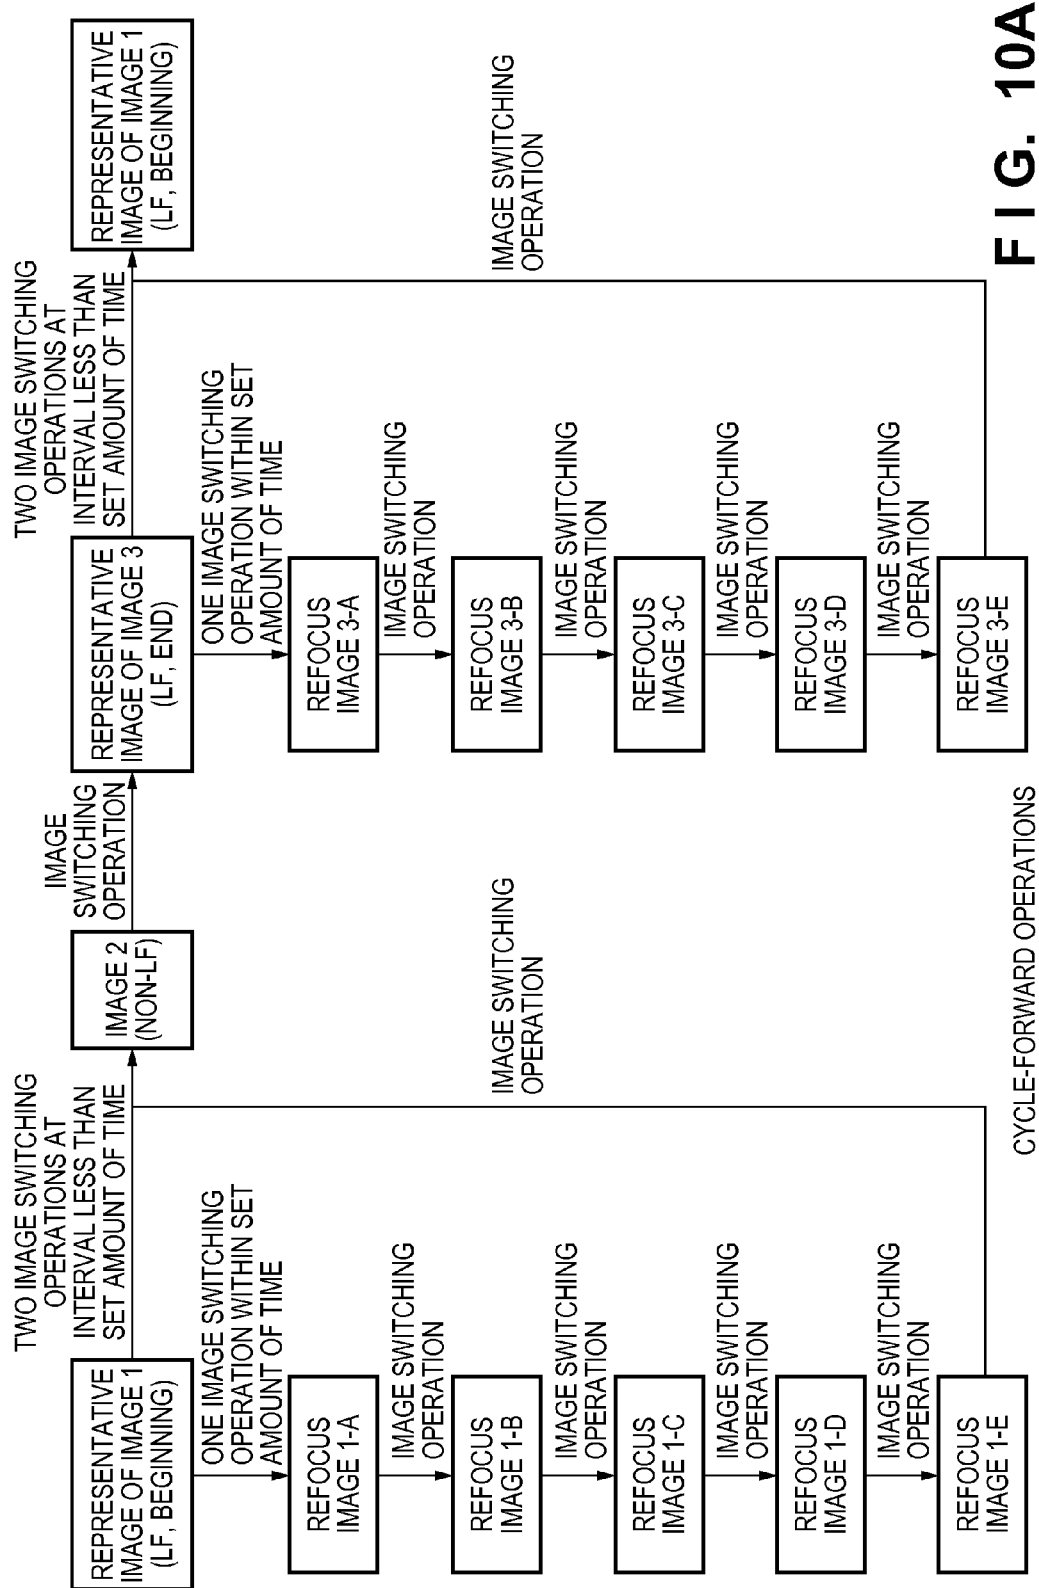 REPRESENTATIVE
IMAGE OF IMAGE 1
(LF, BEGINNING)
TWO IMAGE SWITCHING
OPERATIONS AT
INTERVAL LESS THAN
SET AMOUNT OF TIME
IMAGE 2
(NON-LF)
IMAGE
SWITCHING
OPERATION
REPRESENTATIVE
IMAGE OF IMAGE 3
(LF, END)
TWO IMAGE SWITCHING
OPERATIONS AT
INTERVAL LESS THAN
SET AMOUNT OF TIME
REPRESENTATIVE
IMAGE OF IMAGE 1
(LF, BEGINNING)
ONE IMAGE SWITCHING
OPERATION WITHIN SET
AMOUNT OF TIME
REFOCUS
IMAGE 1-A
IMAGE SWITCHING
OPERATION
REFOCUS
IMAGE 1-B
IMAGE SWITCHING
OPERATION
REFOCUS
IMAGE 1-C
IMAGE SWITCHING
OPERATION
REFOCUS
IMAGE 1-D
IMAGE SWITCHING
OPERATION
REFOCUS
IMAGE 1-E
IMAGE SWITCHING
OPERATION
ONE IMAGE SWITCHING
OPERATION WITHIN SET
AMOUNT OF TIME
REFOCUS
IMAGE 3-A
IMAGE SWITCHING
OPERATION
REFOCUS
IMAGE 3-B
IMAGE SWITCHING
OPERATION
REFOCUS
IMAGE 3-C
IMAGE SWITCHING
OPERATION
REFOCUS
IMAGE 3-D
IMAGE SWITCHING
OPERATION
REFOCUS
IMAGE 3-E
IMAGE SWITCHING
OPERATION
CYCLE-FORWARD OPERATIONS
FIG. 10A